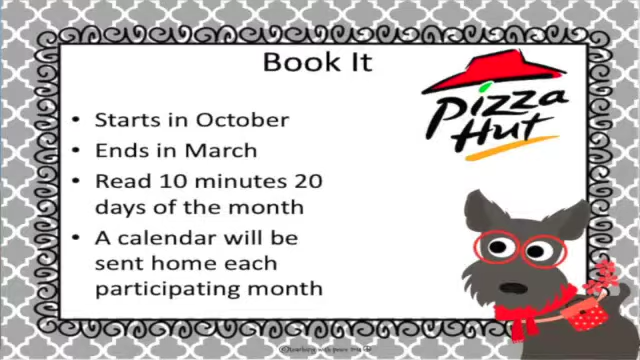 Book It
Pizza
Hut
• Starts in October
• Ends in March
• Read 10 minutes 20
days of the month
• A calendar will be
sent home each
participating month